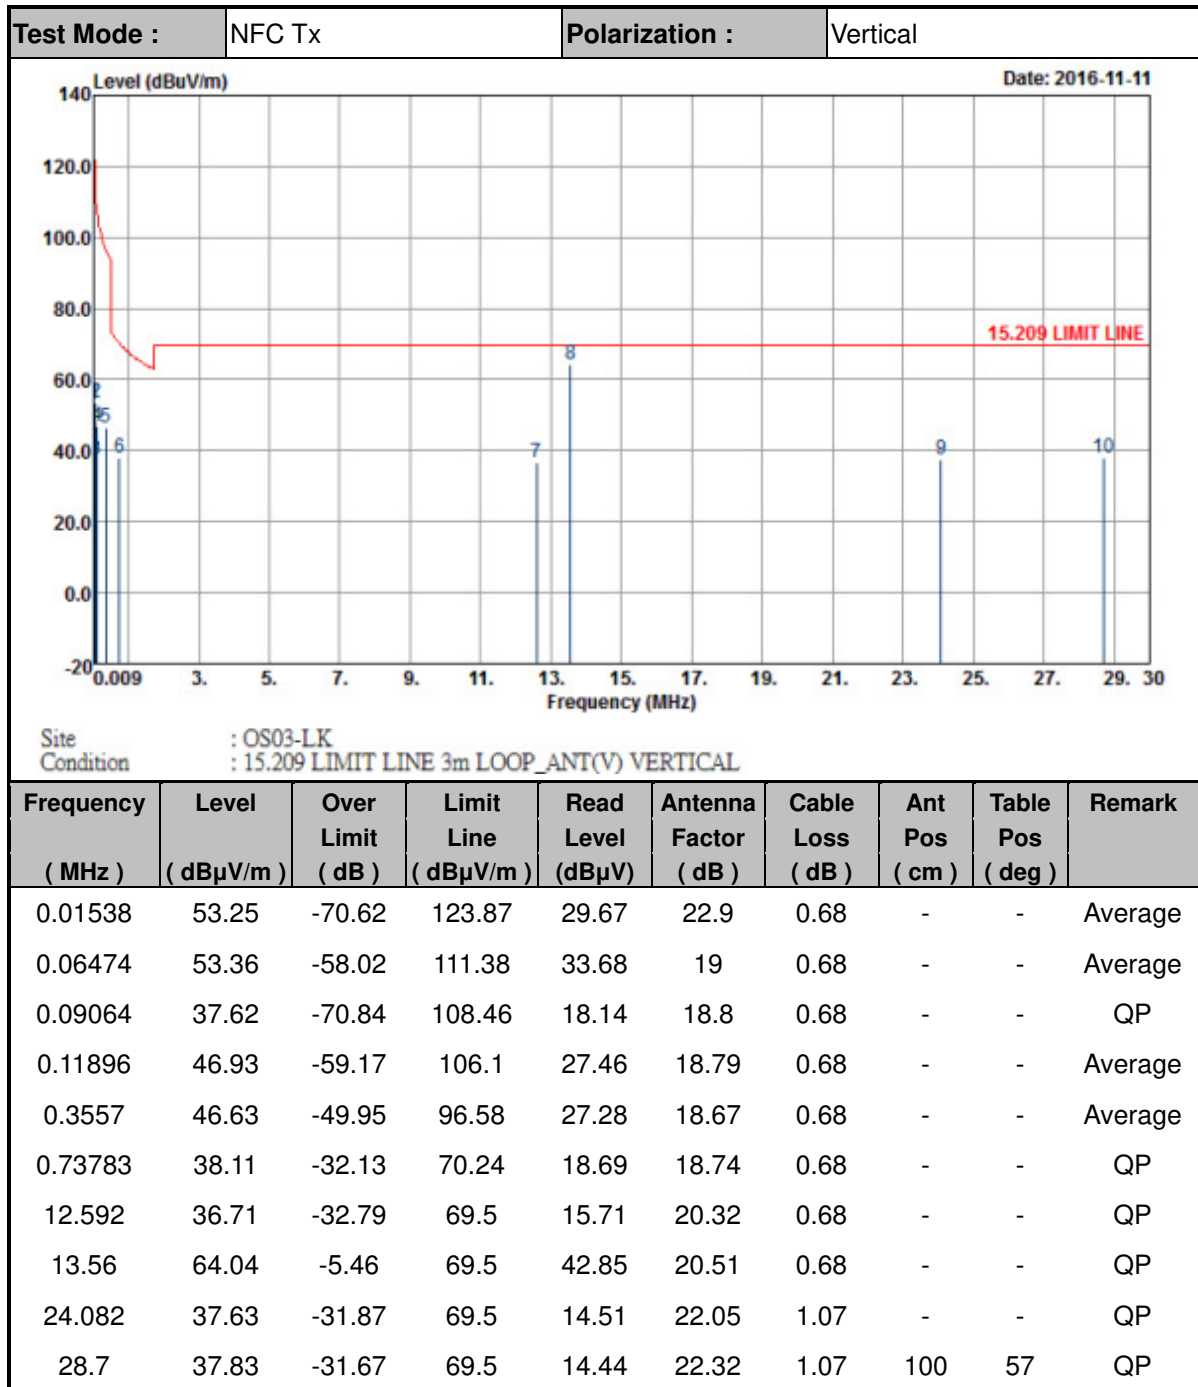 Test Mode : NFC Tx Polarization : Vertical
Level (dBuV/m) Date: 2016-11-11
140
120.0
100.0
80.0
15.209 LIMIT LINE
8
60.0
2
5
40.0 6 7 9 10
20.0
0.0
-20
0.009 3. 5. 7. 9. 11. 13. 15. 17. 19. 21. 23. 25. 27. 29. 30
Frequency (MHz)
Site : OS03-LK
Condition : 15.209 LIMIT LINE 3m LOOP_ANT(V) VERTICAL
Frequency Level Over Limit Read Antenna Cable Ant Table Remark
Limit Line Level Factor Loss Pos Pos
( MHz ) ( dBµV/m ) ( dB ) ( dBµV/m ) (dBµV) ( dB ) ( dB ) ( cm ) ( deg )
0.01538 53.25 -70.62 123.87 29.67 22.9 0.68 - - Average
0.06474 53.36 -58.02 111.38 33.68 19 0.68 - - Average
0.09064 37.62 -70.84 108.46 18.14 18.8 0.68 - - QP
0.11896 46.93 -59.17 106.1 27.46 18.79 0.68 - - Average
0.3557 46.63 -49.95 96.58 27.28 18.67 0.68 - - Average
0.73783 38.11 -32.13 70.24 18.69 18.74 0.68 - - QP
12.592 36.71 -32.79 69.5 15.71 20.32 0.68 - - QP
13.56 64.04 -5.46 69.5 42.85 20.51 0.68 - - QP
24.082 37.63 -31.87 69.5 14.51 22.05 1.07 - - QP
28.7 37.83 -31.67 69.5 14.44 22.32 1.07 100 57 QP